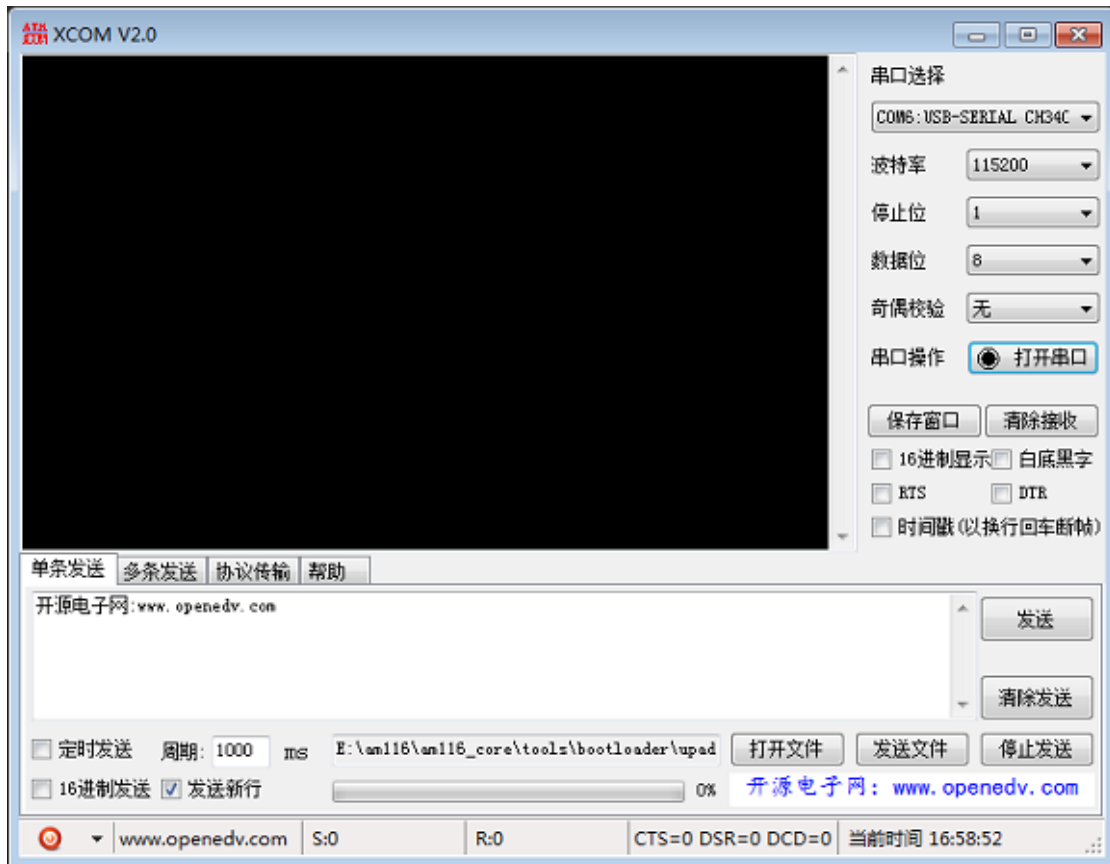 XCOM V2.0
串口选择
COM6:USB-SERIAL CH34C
波特率 115200
停止位 1
数据位 8
奇偶校验 无
串口操作 打开串口
保存窗口 清除接收
16进制显示 白底黑字
RTS DTR
时间戳(以换行回车断帧)
单条发送 多条发送 协议传输 帮助
开源电子网:www.openedv.com
发送
清除发送
定时发送 周期: 1000 ms E:\am116\am116_core\tools\bootloader\upad 打开文件 发送文件 停止发送
16进制发送 发送新行 0% 开源电子网：www.openedv.com
www.openedv.com S:0 R:0 CTS=0 DSR=0 DCD=0 当前时间 16:58:52